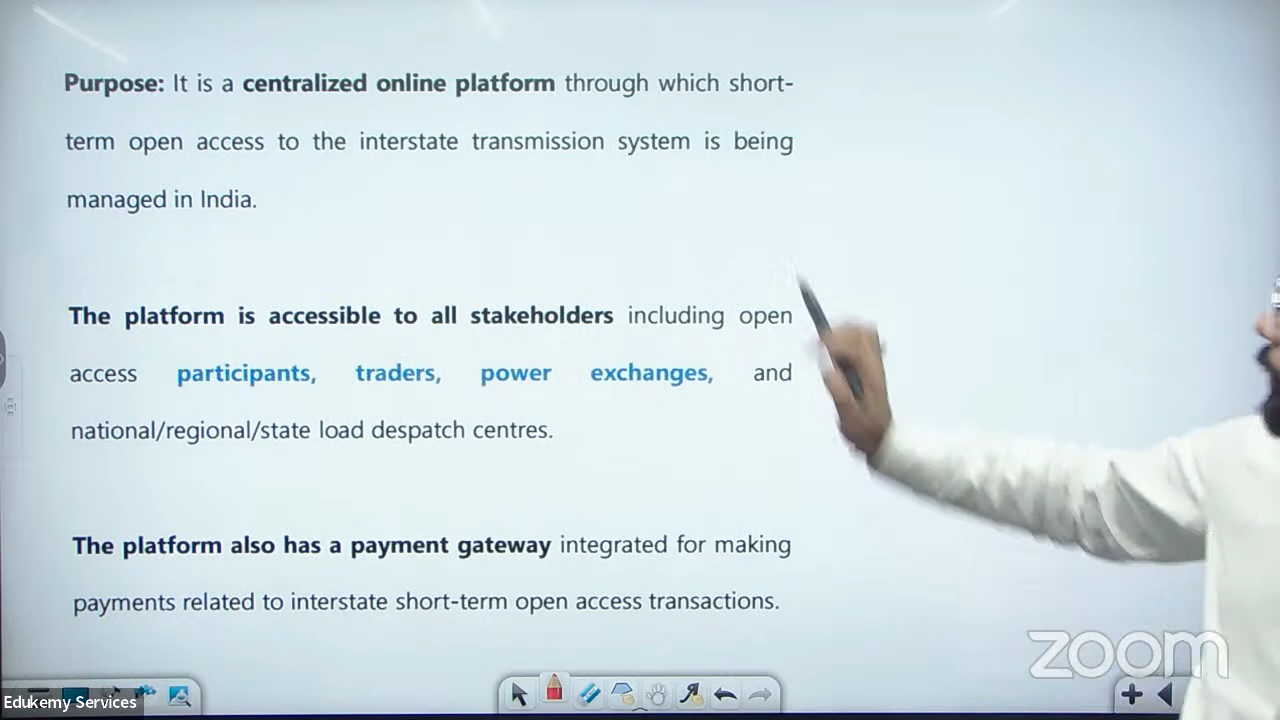 Purpose: It is a centralized online platform through which short-
term open access to the interstate transmission system is being
managed in India.
The platform is accessible to all stakeholders including open
access participants, traders, power exchanges, and
national/regional/state load despatch centres.
The platform also has a payment gateway integrated for making
payments related to interstate short-term open access transactions.
zoom
Edukemy Services